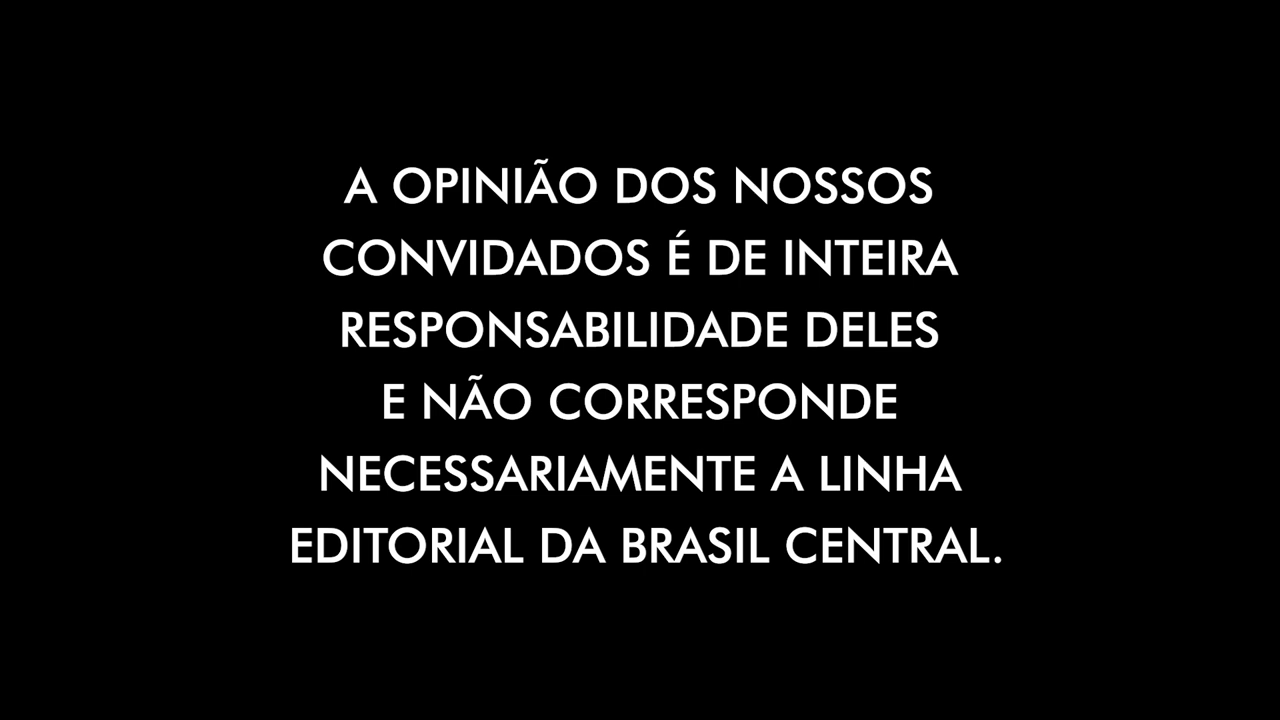 A OPINIÃO DOS NOSSOS
CONVIDADOS É DE INTEIRA
RESPONSABILIDADE DELES
E NÃO CORRESPONDE
NECESSARIAMENTE A LINHA
EDITORIAL DA BRASIL CENTRAL.